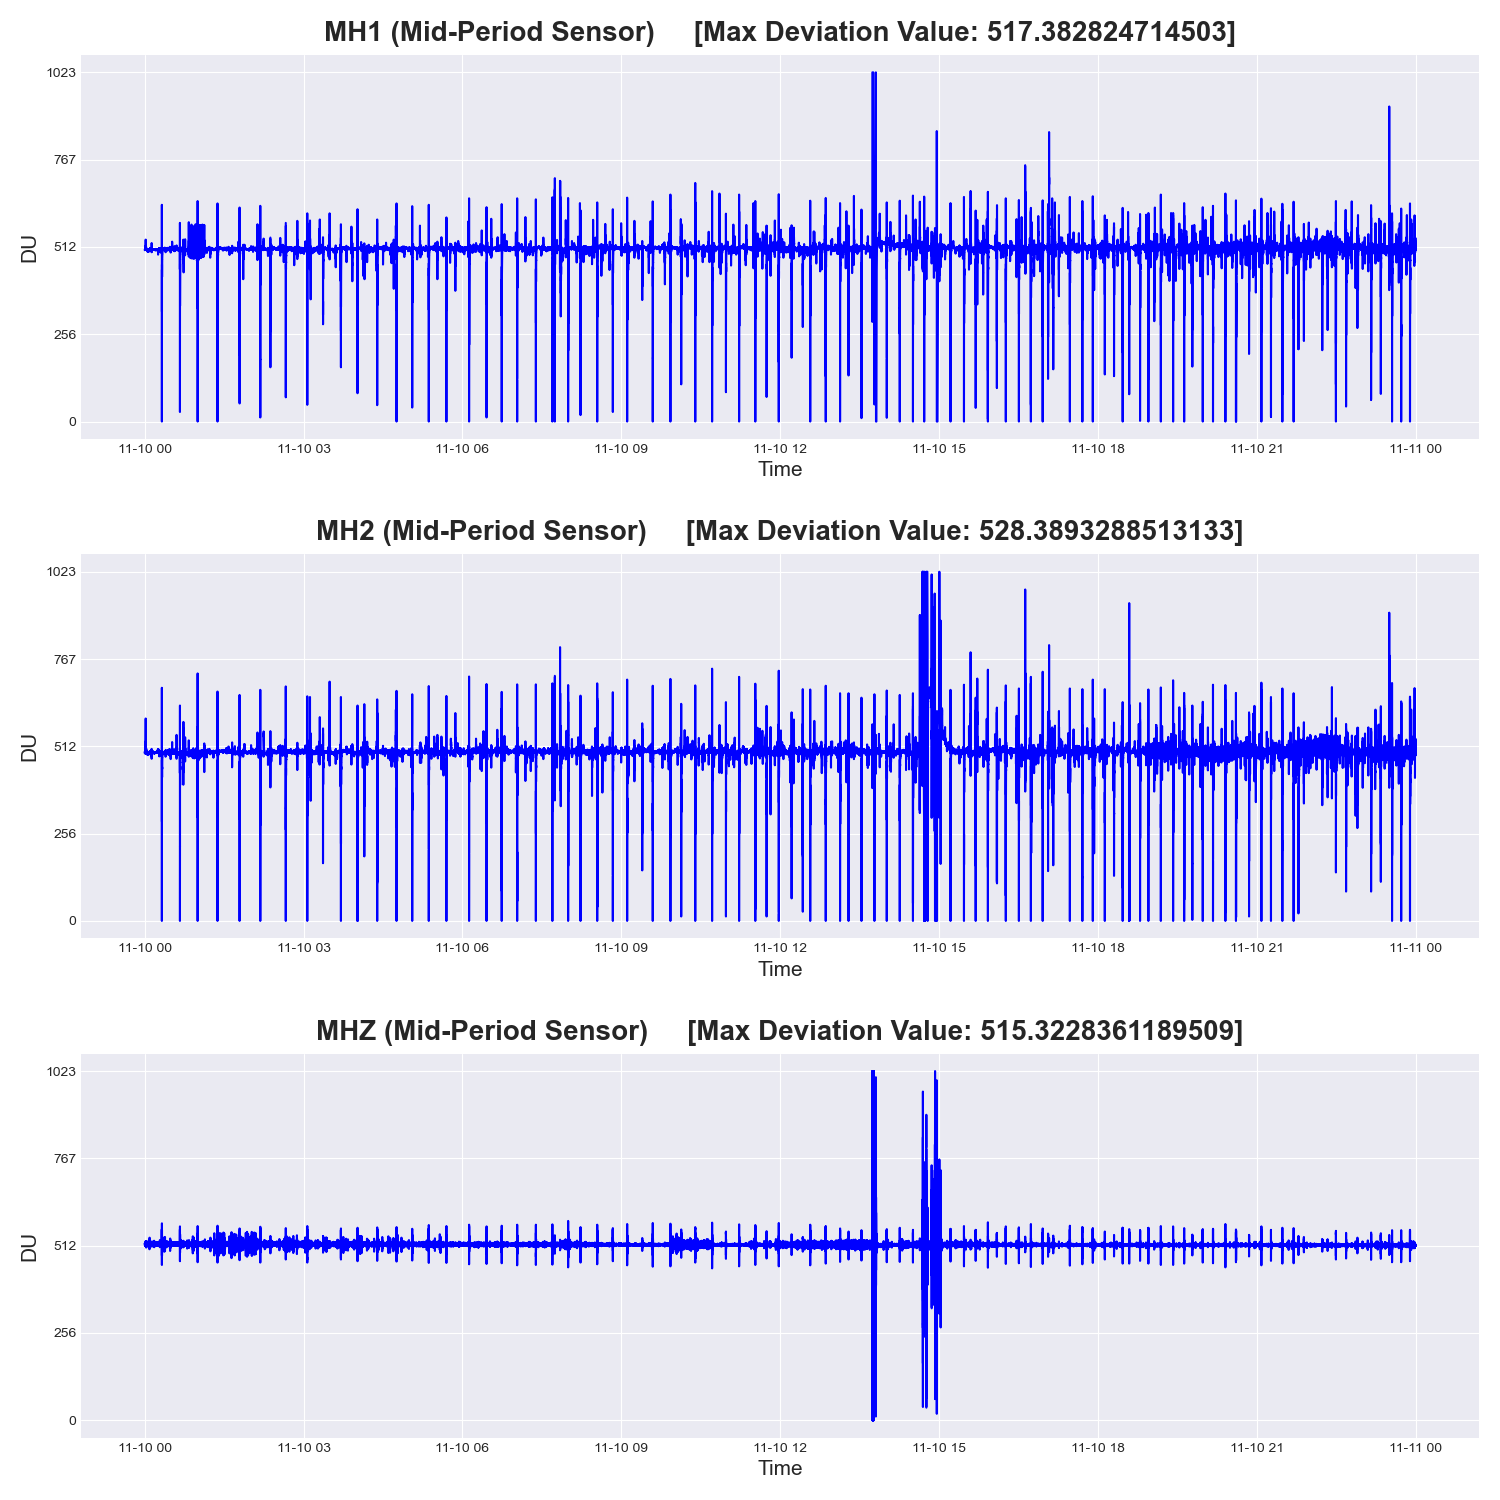 MH1 (Mid-Period Sensor) [Max Deviation Value: 517.382824714503]
1023
767
512
256
0
DU
11-10 00 11-10 03 11-10 06 11-10 09 11-10 12 11-10 15 11-10 18 11-10 21 11-11 00
Time
MH2 (Mid-Period Sensor) [Max Deviation Value: 528.3893288513133]
1023
767
512
256
0
DU
11-10 00 11-10 03 11-10 06 11-10 09 11-10 12 11-10 15 11-10 18 11-10 21 11-11 00
Time
MHZ (Mid-Period Sensor) [Max Deviation Value: 515.3228361189509]
1023
767
512
256
0
DU
11-10 00 11-10 03 11-10 06 11-10 09 11-10 12 11-10 15 11-10 18 11-10 21 11-11 00
Time